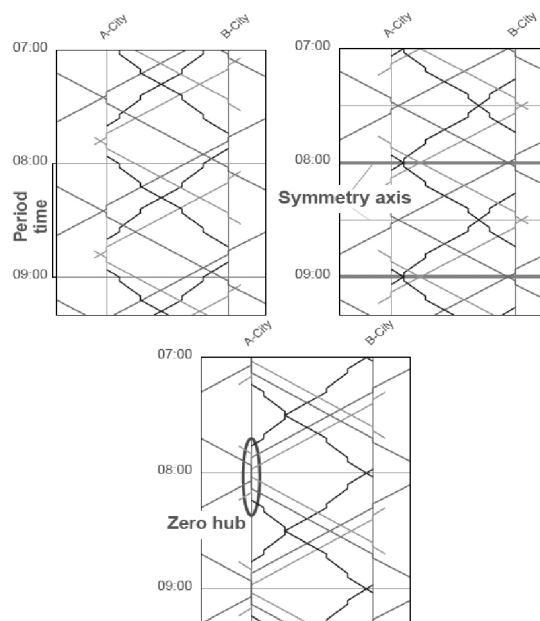 A-City
B-City
07:00
08:00
09:00
Period
time
A-City
B-City
07:00
08:00
09:00
Symmetry axis
A-City
B-City
07:00
08:00
09:00
Zero hub